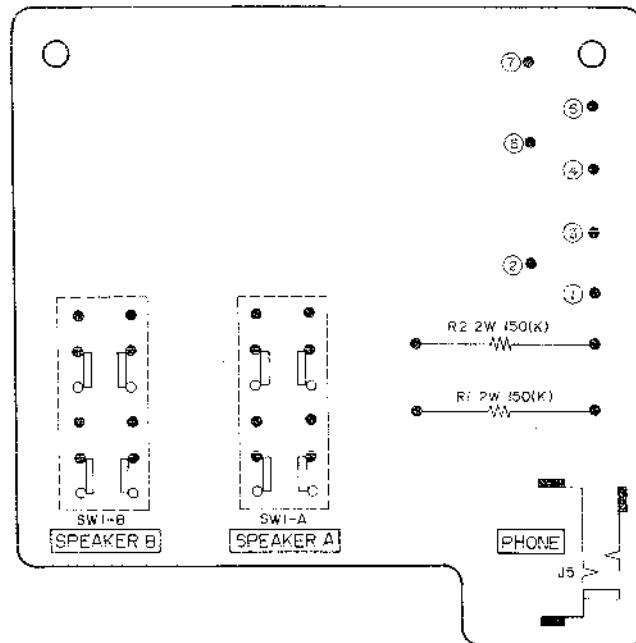 ⑦
⑤
⑥
④
③
②
①
R2 2W 150(K)
R1 2W 150(K)
SW1-B
SW1-A
SPEAKER B
SPEAKER A
PHONE
J5